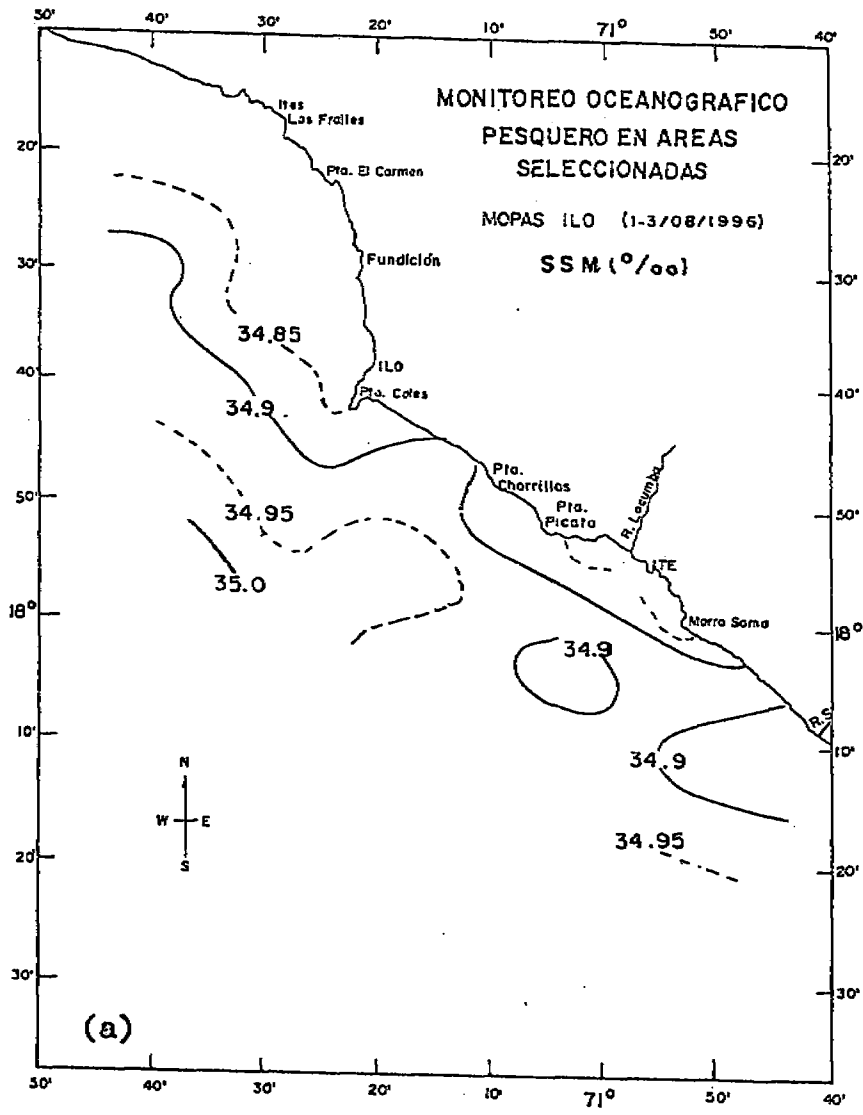 50' 40' 30' 20' 10' 71° 50' 40'
MONITOREO OCEANOGRAFICO
PESQUERO EN AREAS
SELECCIONADAS
MOPAS ILO (1-3/08/1996)
SSM (°/oo)
Ites
Los Frailes
Pta. El Carmen
Fundición
ILO
Pta. Coles
Pta.
Chorrillos
Pta.
Picata
R. Locumba
ITE
Morro Sama
R. S
34.85
34.9
34.95
35.0
34.9
34.9
34.95
20'
30'
40'
50'
18°
10'
20'
30'
20'
30'
40'
50'
18°
10'
20'
30'
N
W E
S
(a)
50' 40' 30' 20' 10' 71° 50' 40'